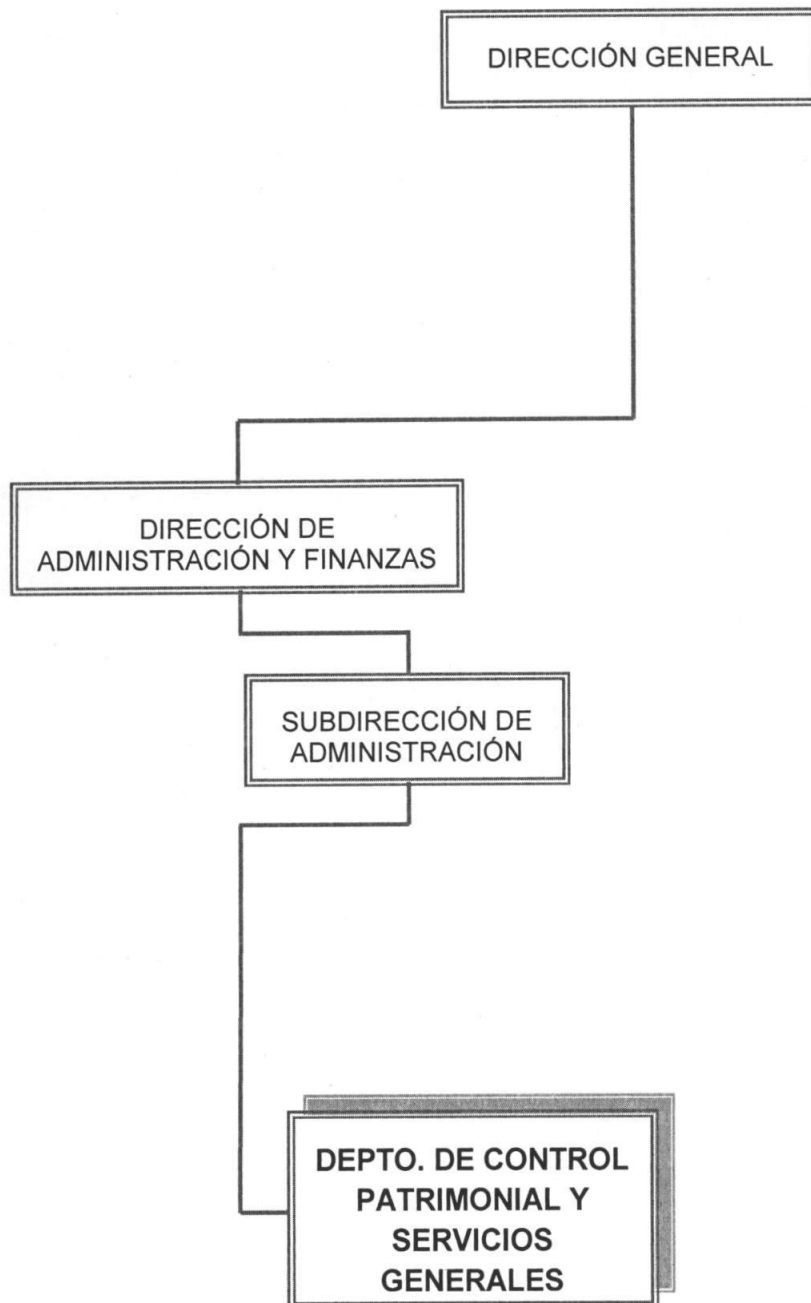 DIRECCIÓN GENERAL
DIRECCIÓN DE
ADMINISTRACIÓN Y FINANZAS
SUBDIRECCIÓN DE
ADMINISTRACIÓN
DEPTO. DE CONTROL
PATRIMONIAL Y
SERVICIOS
GENERALES